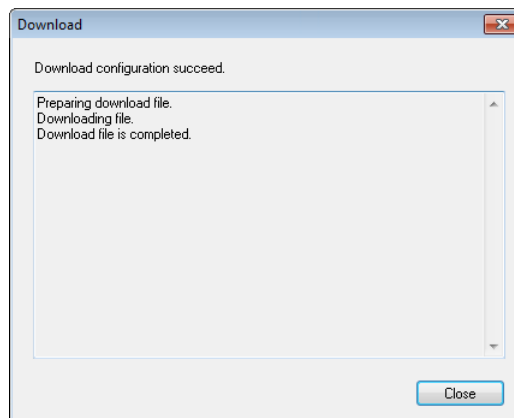 Download
Download configuration succeed.
Preparing download file.
Downloading file.
Download file is completed.
Close